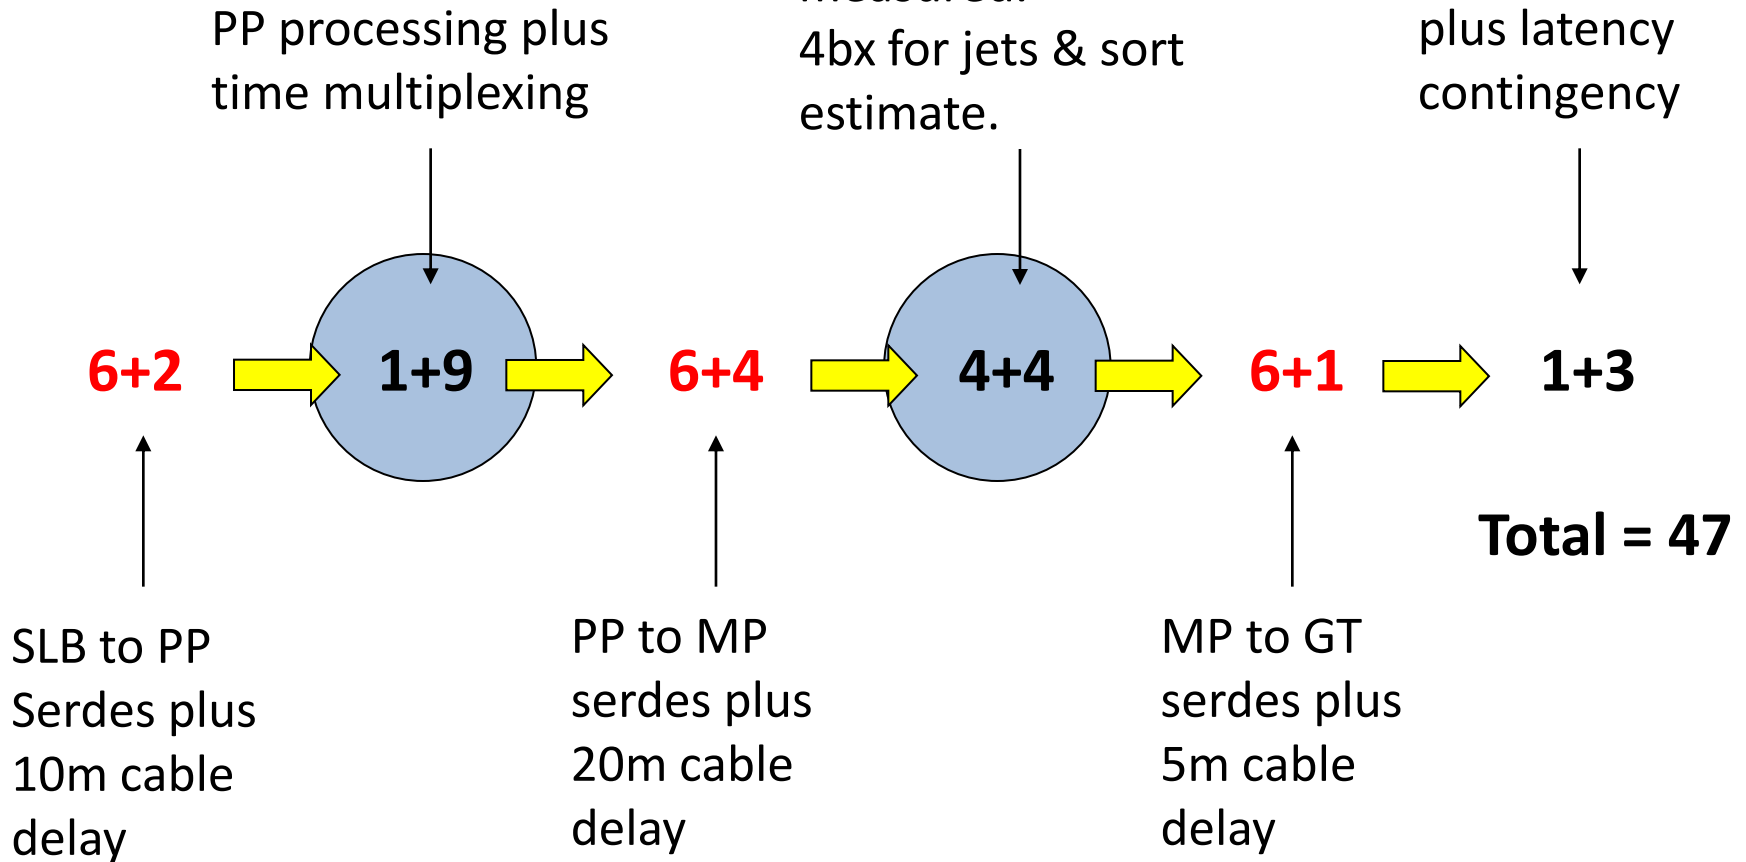 PP processing plus
time multiplexing
measured.
4bx for jets & sort
estimate.
plus latency
contingency
6+2
1+9
6+4
4+4
6+1
1+3
Total = 47
SLB to PP
Serdes plus
10m cable
delay
PP to MP
serdes plus
20m cable
delay
MP to GT
serdes plus
5m cable
delay